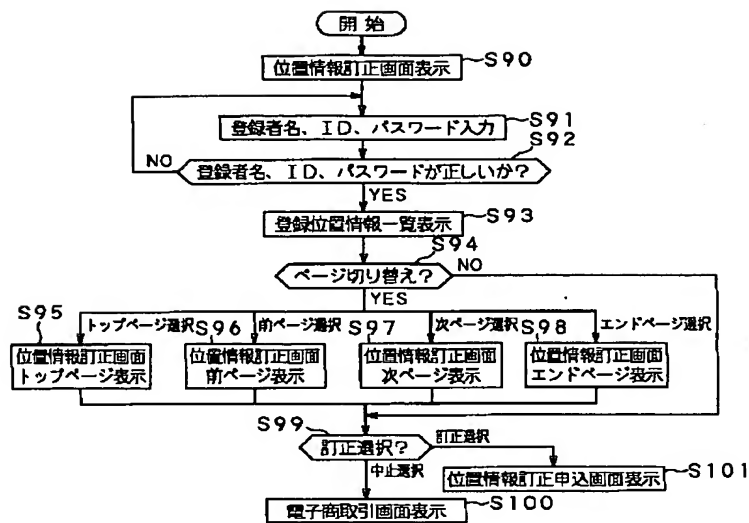 開始
位置情報訂正画面表示
S90
登録者名、ID、パスワード入力
S91
S92
NO
登録者名、ID、パスワードが正しいか?
YES
登録位置情報一覧表示
S93
S94
ページ切り替え?
NO
YES
S95
トップページ選択
S96
前ページ選択
S97
次ページ選択
S98
エンドページ選択
位置情報訂正画面
トップページ表示
位置情報訂正画面
前ページ表示
位置情報訂正画面
次ページ表示
位置情報訂正画面
エンドページ表示
S99
訂正選択?
訂正選択
中止選択
位置情報訂正申込画面表示
S101
電子商取引画面表示
S100